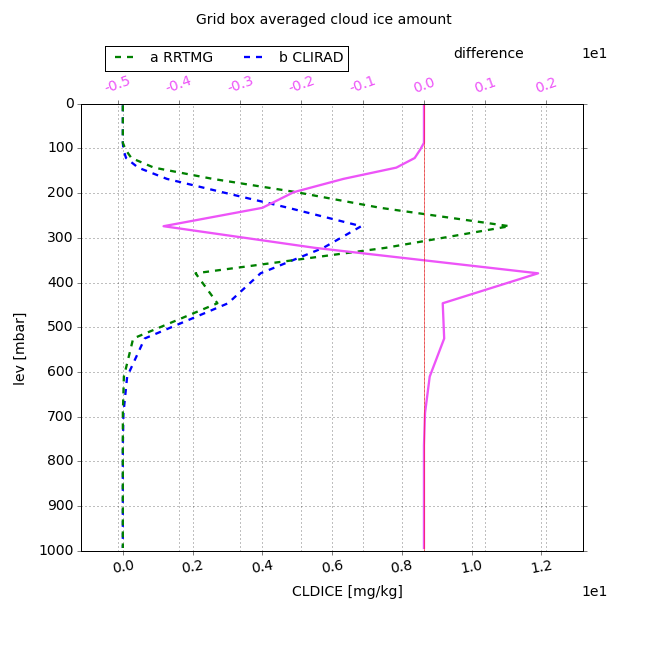 Grid box averaged cloud ice amount
a RRTMG b CLIRAD difference 1e1
-0.5 -0.4 -0.3 -0.2 -0.1 0.0 0.1 0.2
0
100
200
300
400
500
600
700
800
900
1000
lev [mbar]
0.0 0.2 0.4 0.6 0.8 1.0 1.2
CLDICE [mg/kg] 1e1